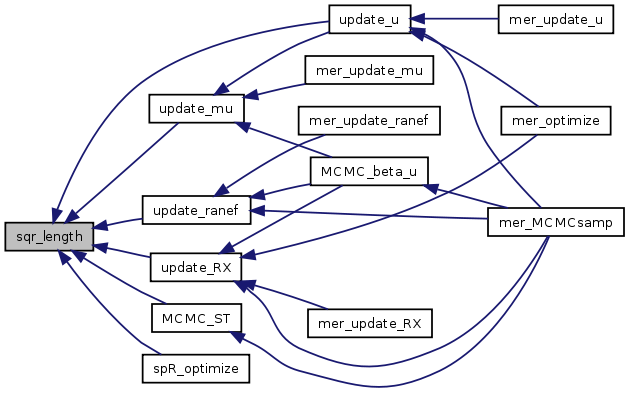 update_u
mer_update_u
mer_update_mu
update_mu
mer_update_ranef
mer_optimize
MCMC_beta_u
update_ranef
mer_MCMCsamp
sqr_length
update_RX
MCMC_ST
mer_update_RX
spR_optimize